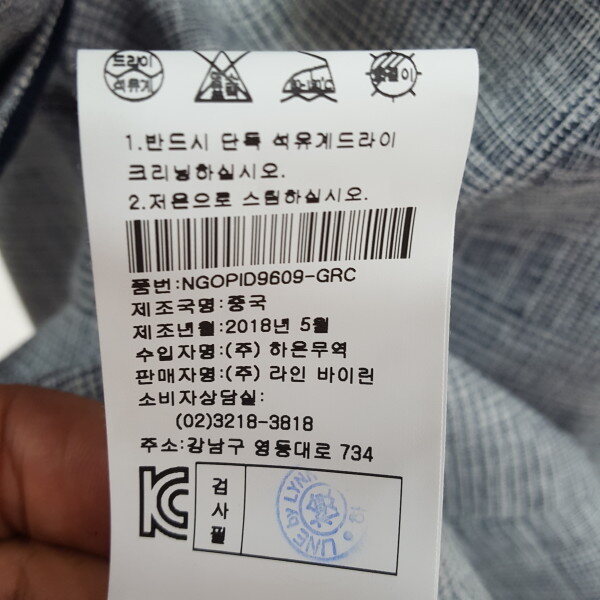 드라이
석유계
1.반드시 단독 석유계드라이
크리닝하십시오.
2.저온으로 스팀하십시오.
품번:NGOPID9609-GRC
제조국명:중국
제조년월:2018년 5월
수입자명:(주) 하은무역
판매자명:(주) 라인 바이린
소비자상담실:
(02)3218-3818
주소:강남구 영동대로 734
검사필
LINE by LYNN